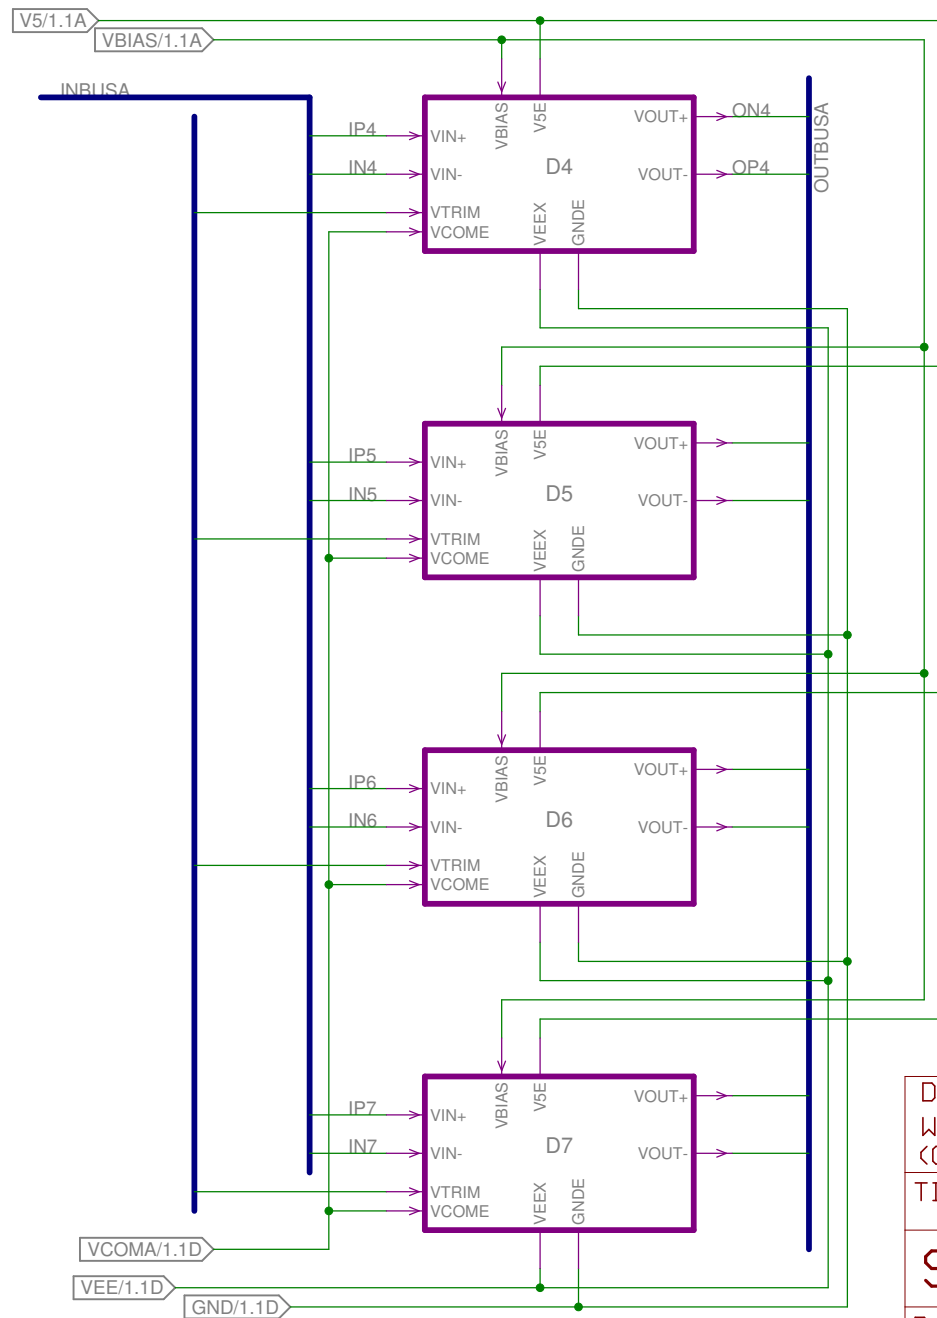 V5/1.1A
VBIAS/1.1A
INBUSA
OUTBUSA
IP4
IN4
VIN+
VIN-
VTRIM
VCOME
VBIAS
V5E
D4
VEEX
GNDE
VOUT+
VOUT-
ON4
OP4
IP5
IN5
VIN+
VIN-
VTRIM
VCOME
VBIAS
V5E
D5
VEEX
GNDE
VOUT+
VOUT-
IP6
IN6
VIN+
VIN-
VTRIM
VCOME
VBIAS
V5E
D6
VEEX
GNDE
VOUT+
VOUT-
IP7
IN7
VIN+
VIN-
VTRIM
VCOME
VBIAS
V5E
D7
VEEX
GNDE
VOUT+
VOUT-
VCOMA/1.1D
VEE/1.1D
GND/1.1D